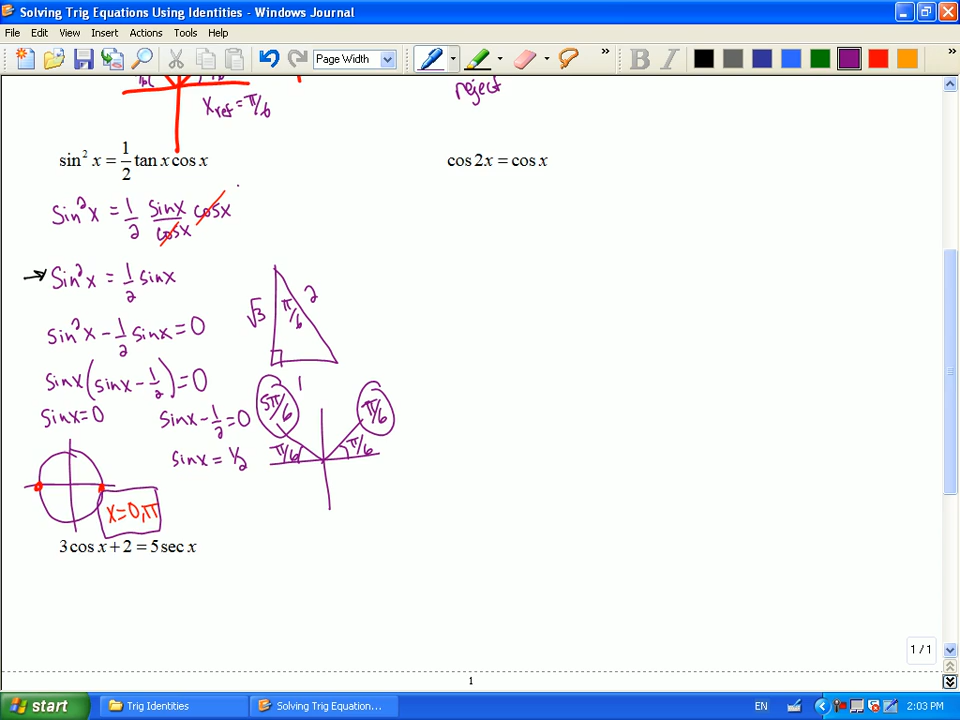 Solving Trig Equations Using Identities - Windows Journal
File Edit View Insert Actions Tools Help
Page Width
B I
x ref = π/6
reject
sin² x = 1/2 tan x cos x
cos 2x = cos x
sin²x = 1/2 sinx/cosx cosx
→ sin²x = 1/2 sinx
√3 π/6 2
sin²x - 1/2 sinx = 0
sinx(sinx - 1/2) = 0
1
sinx=0 sinx - 1/2 = 0
5π/6 π/6
π/6 π/6
sinx = 1/2
x=0,π
3 cos x + 2 = 5 sec x
1 / 1
1
start Trig Identities Solving Trig Equation... EN 2:03 PM